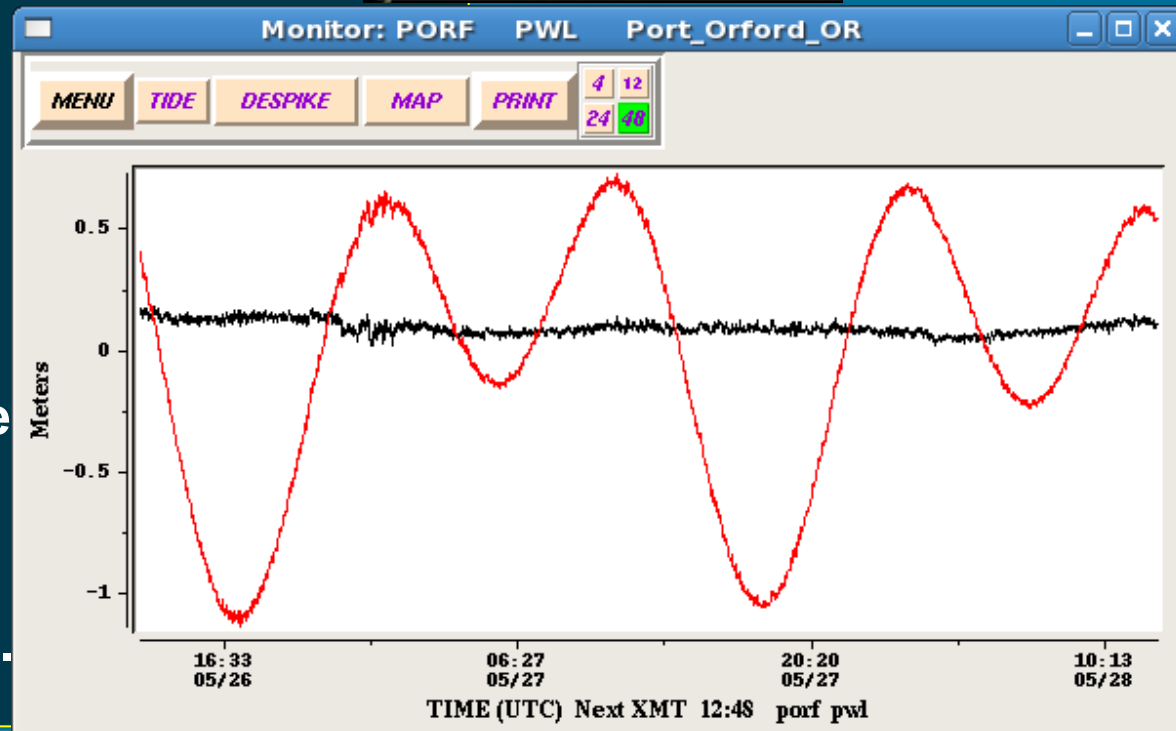 Monitor: PORF PWL Port_Orford_OR
MENU TIDE DESPIKE MAP PRINT 4 12
24 48
0.5
0
-0.5
-1
Meters
e
.
16:33 06:27 20:20 10:13
05/26 05/27 05/27 05/28
TIME (UTC) Next XMT 12:48 porf pwl